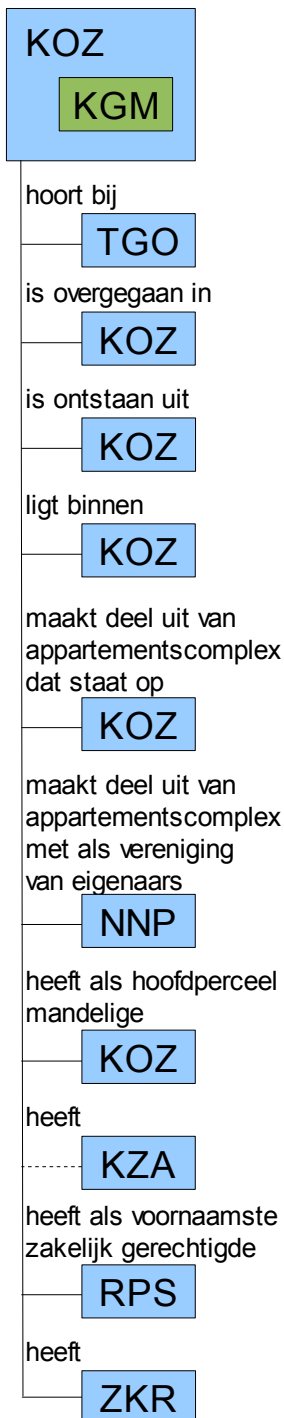 KOZ
KGM
hoort bij
TGO
is overgegaan in
KOZ
is ontstaan uit
KOZ
ligt binnen
KOZ
maakt deel uit van
appartementscomplex
dat staat op
KOZ
maakt deel uit van
appartementscomplex
met als vereniging
van eigenaars
NNP
heeft als hoofdperceel
mandelige
KOZ
heeft
KZA
heeft als voornaamste
zakelijk gerechtigde
RPS
heeft
ZKR